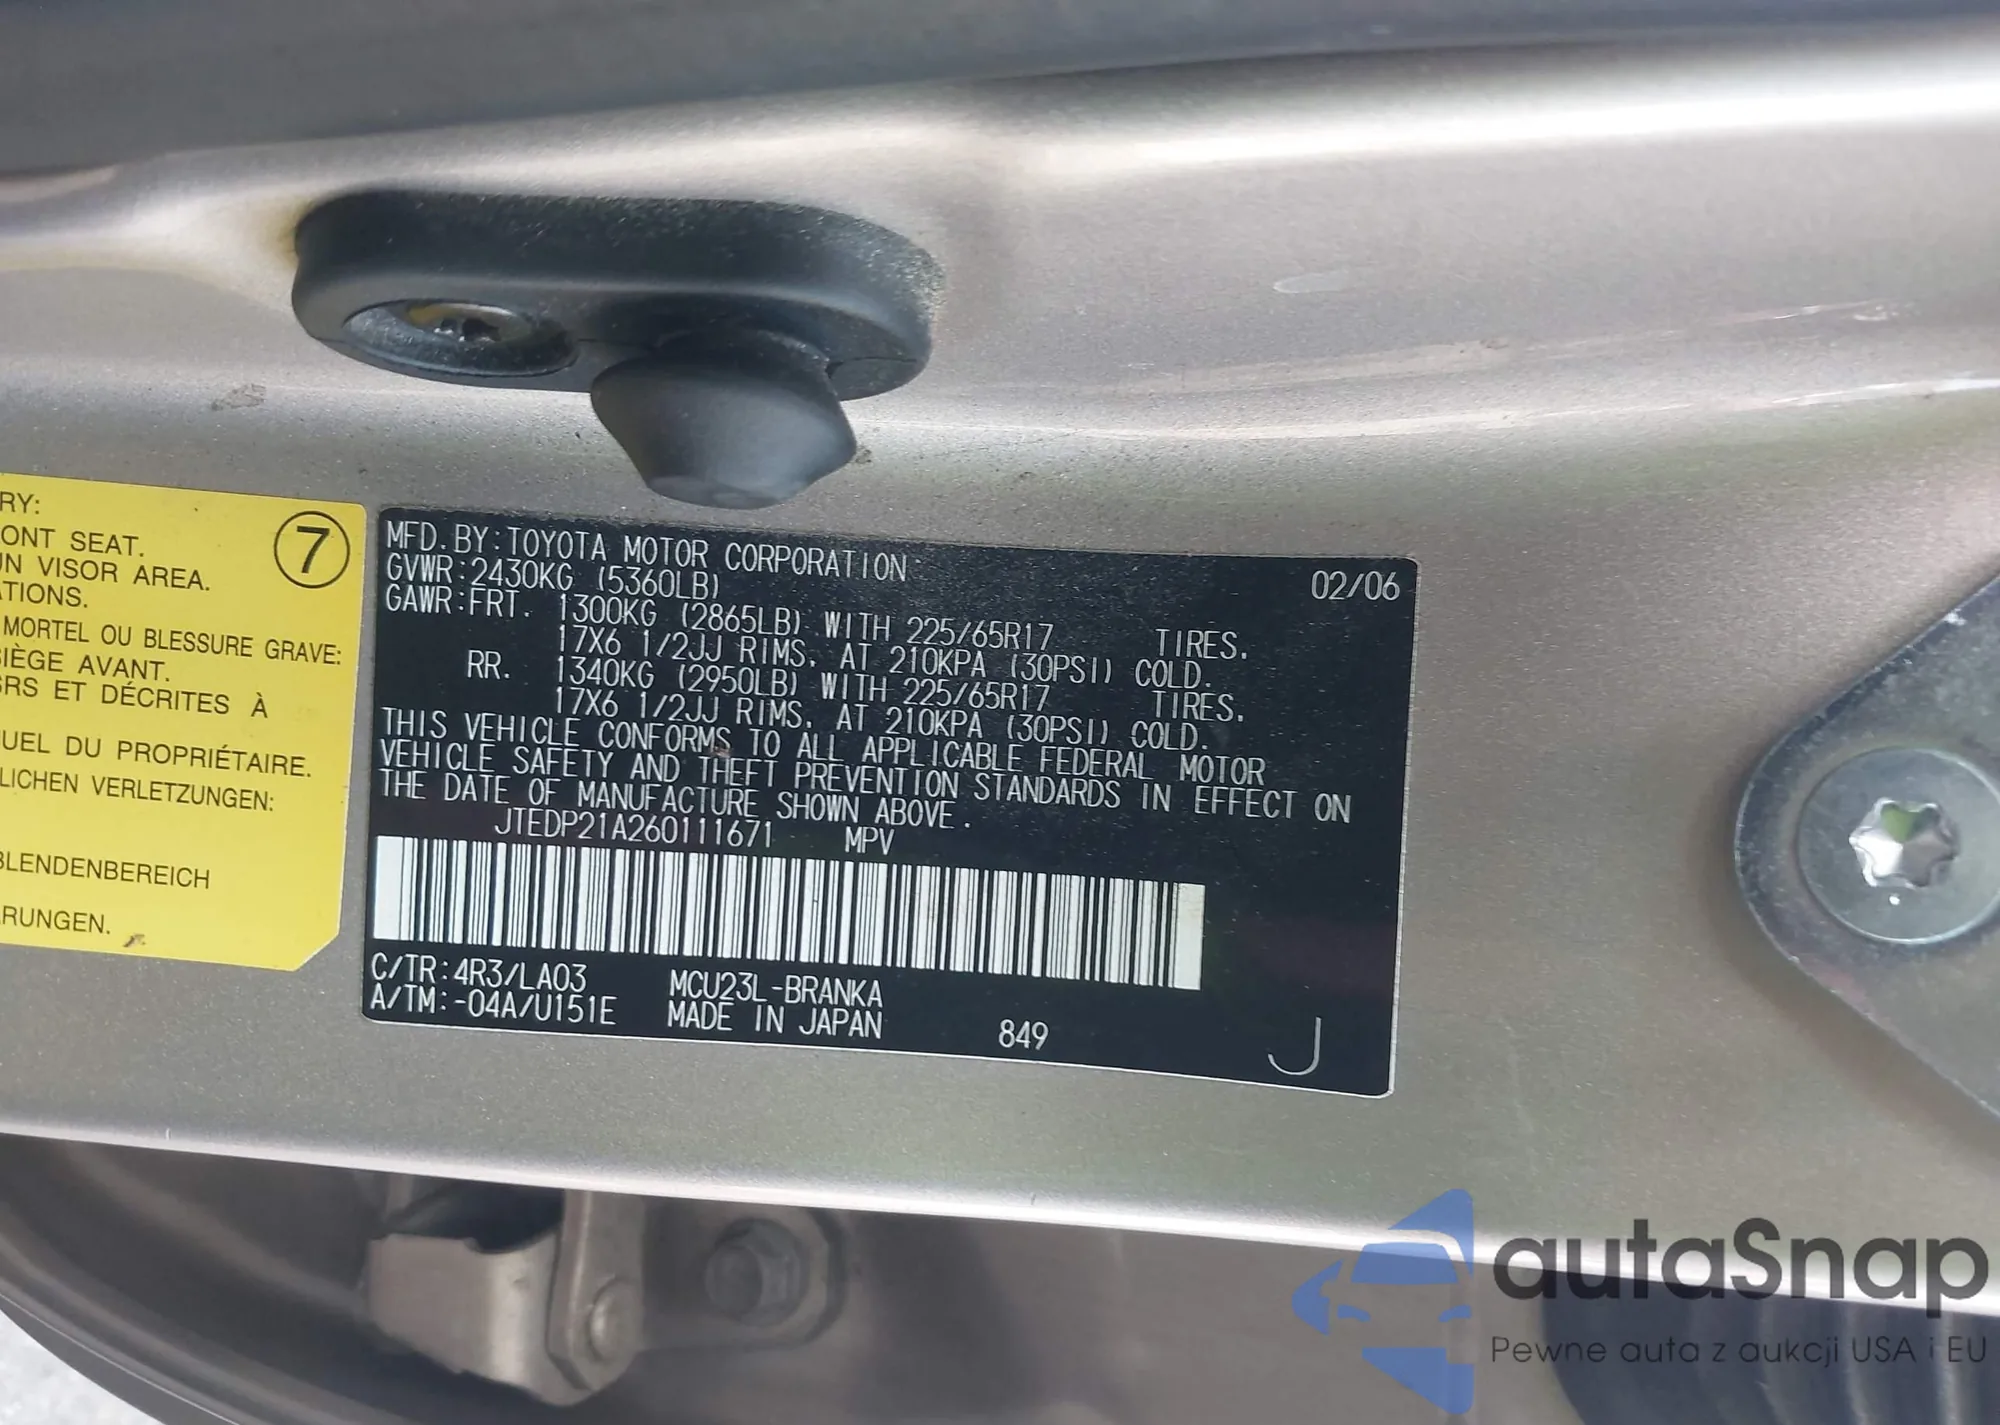 RY:
ONT SEAT.
UN VISOR AREA.
ATIONS.
MORTEL OU BLESSURE GRAVE:
SIÈGE AVANT.
SRS ET DÉCRITES À
UEL DU PROPRIÉTAIRE.
LICHEN VERLETZUNGEN:
BLENDENBEREICH
ARUNGEN.
7
MFD. BY: TOYOTA MOTOR CORPORATION 02/06
GVWR: 2430KG (5360LB)
GAWR: FRT. 1300KG (2865LB) WITH 225/65R17 TIRES.
17X6 1/2JJ RIMS, AT 210KPA (30PSI) COLD.
RR. 1340KG (2950LB) WITH 225/65R17 TIRES.
17X6 1/2JJ RIMS, AT 210KPA (30PSI) COLD.
THIS VEHICLE CONFORMS TO ALL APPLICABLE FEDERAL MOTOR
VEHICLE SAFETY AND THEFT PREVENTION STANDARDS IN EFFECT ON
THE DATE OF MANUFACTURE SHOWN ABOVE.
JTEDP21A260111671 MPV
C/TR: 4R3/LA03 MCU23L-BRANKA
A/TM: -04A/U151E MADE IN JAPAN 849 J
autaSnap
Pewne auta z aukcji USA i EU